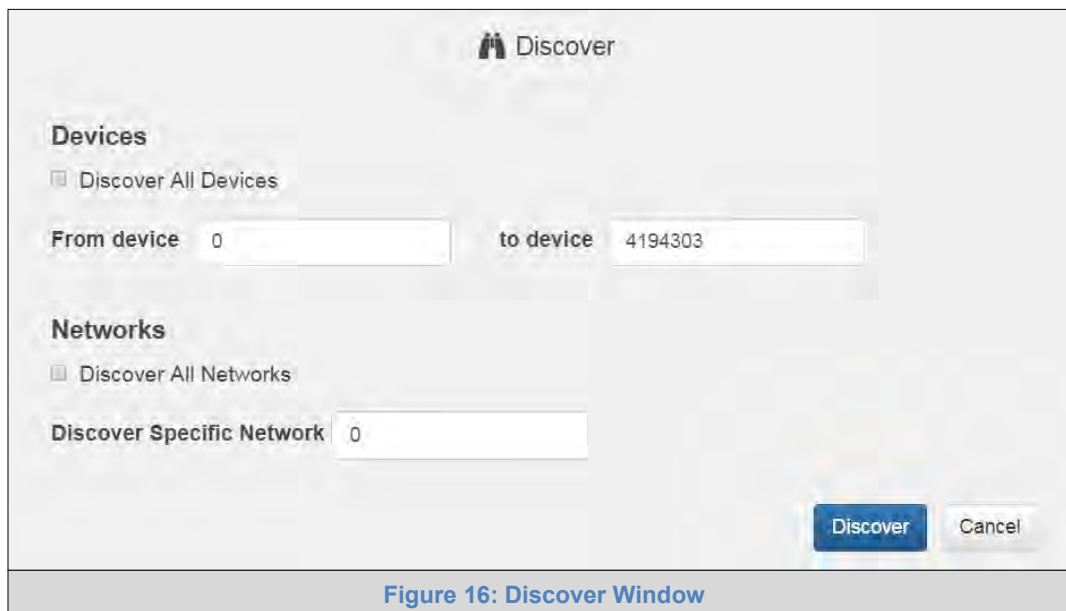 Discover
Devices
Discover All Devices
From device 0 to device 4194303
Networks
Discover All Networks
Discover Specific Network 0
Discover Cancel
Figure 16: Discover Window